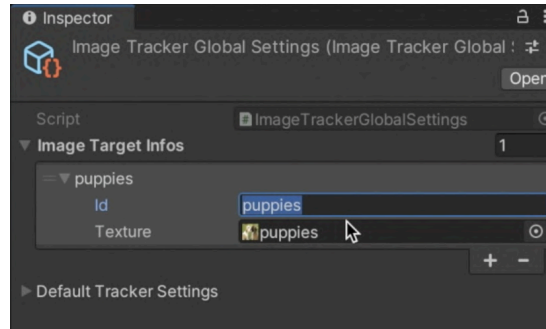 Inspector
Image Tracker Global Settings (Image Tracker Global
Open
Script ImageTrackerGlobalSettings
Image Target Infos 1
puppies
Id puppies
Texture puppies
+ -
Default Tracker Settings